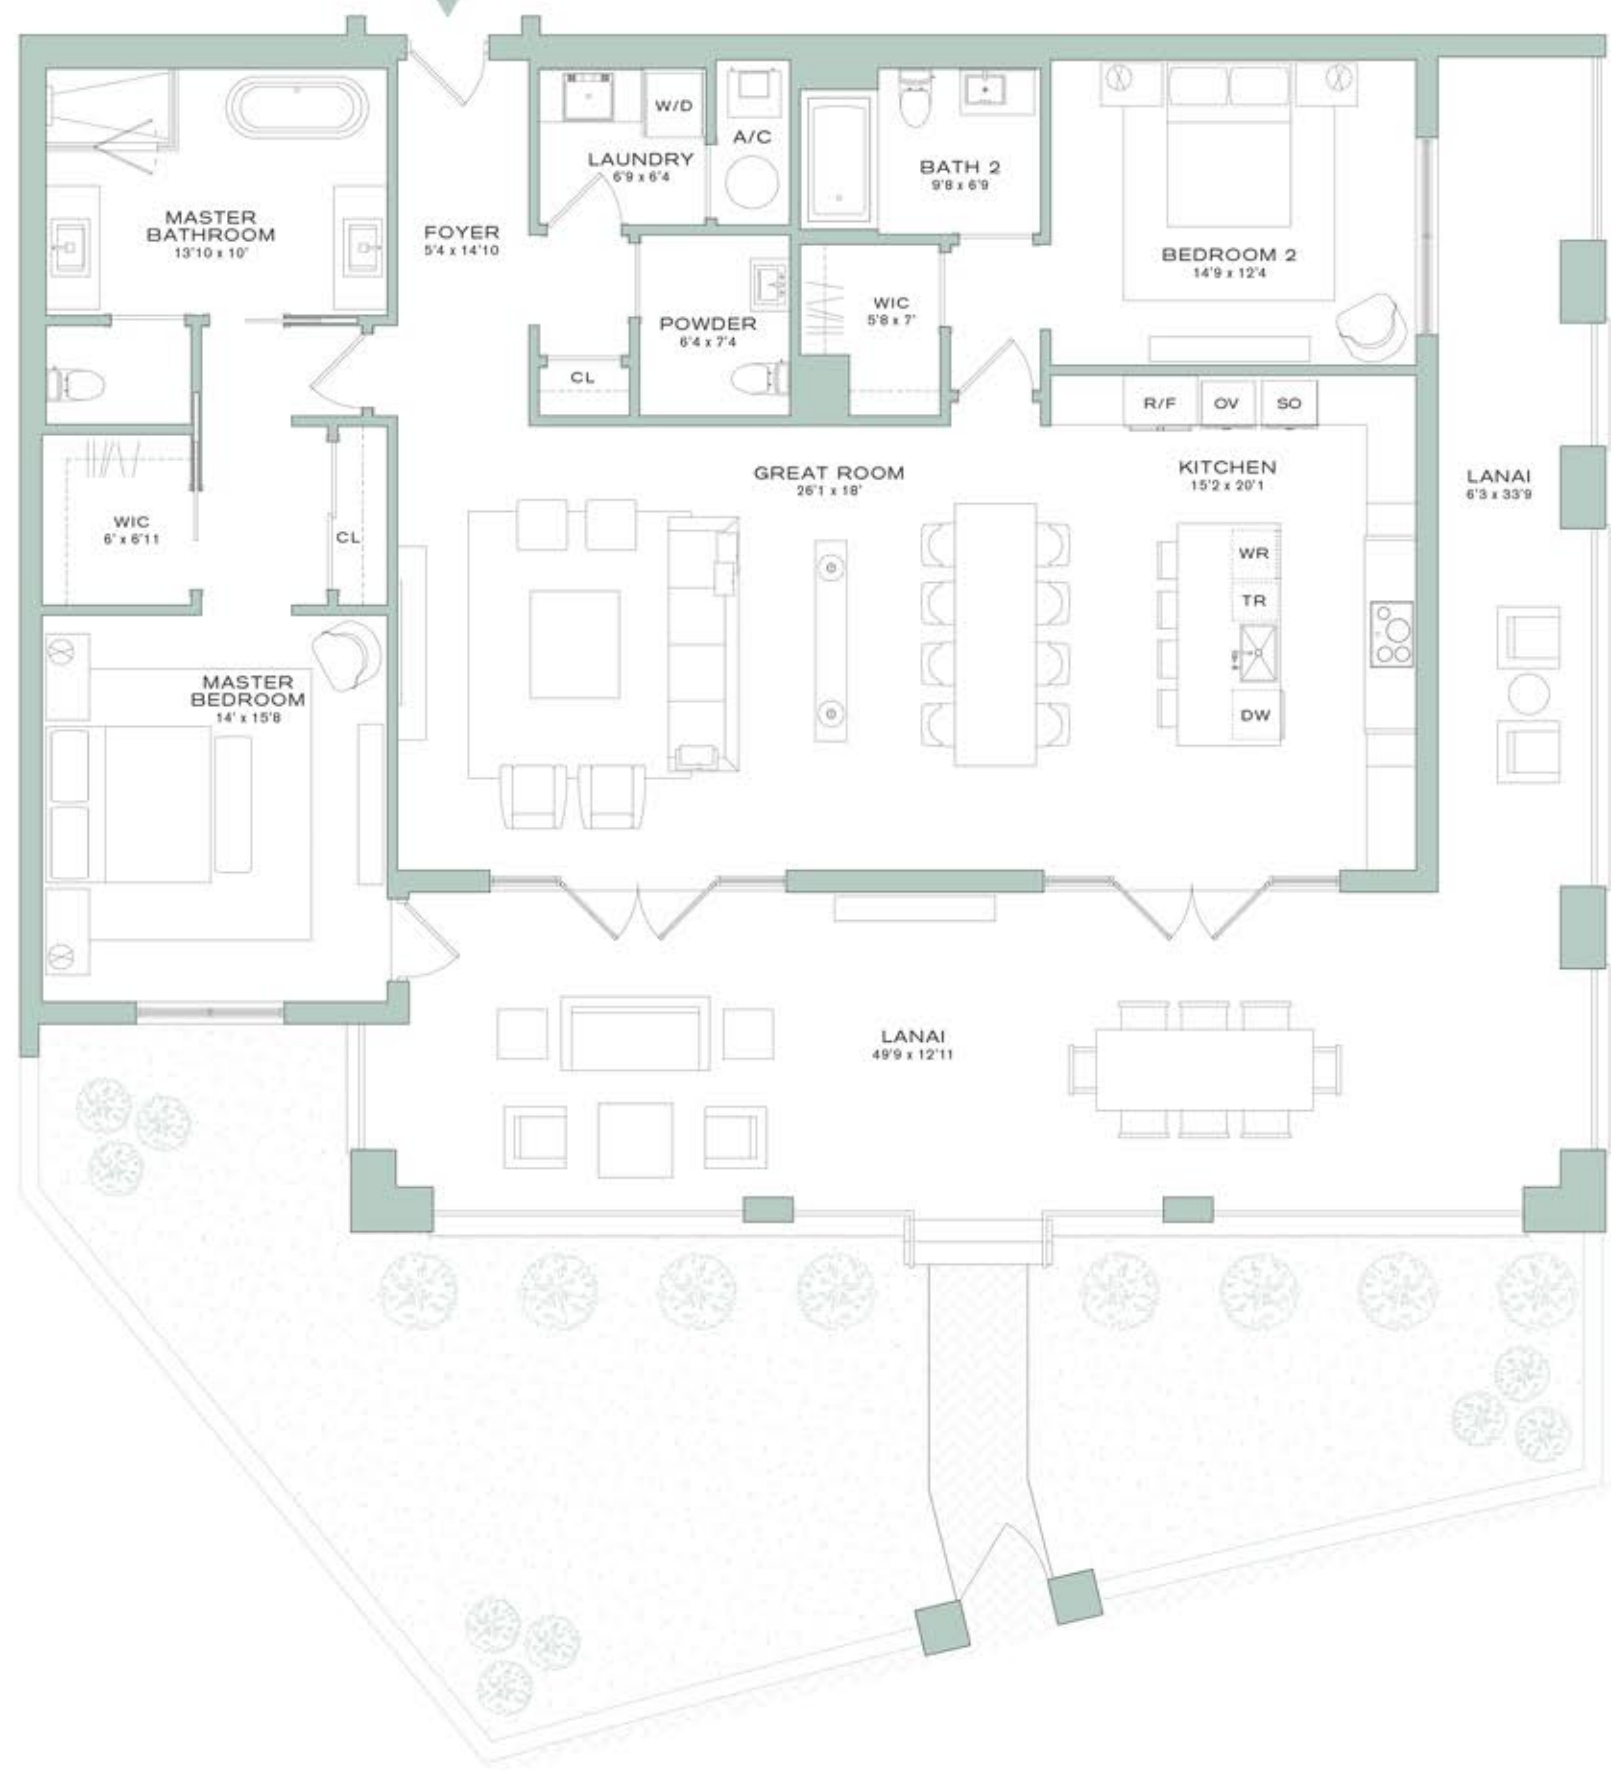 W/D
A/C
LAUNDRY
6'9 x 6'4
BATH 2
9'8 x 6'9
MASTER
BATHROOM
13'10 x 10'
FOYER
5'4 x 14'10
BEDROOM 2
14'9 x 12'4
WIC
5'8 x 7'
POWDER
6'4 x 7'4
CL
R/F
OV
SO
GREAT ROOM
26'1 x 18'
KITCHEN
15'2 x 20'1
LANAI
6'3 x 33'9
WIC
6' x 6'11
CL
WR
TR
DW
MASTER
BEDROOM
14' x 15'8
LANAI
49'9 x 12'11